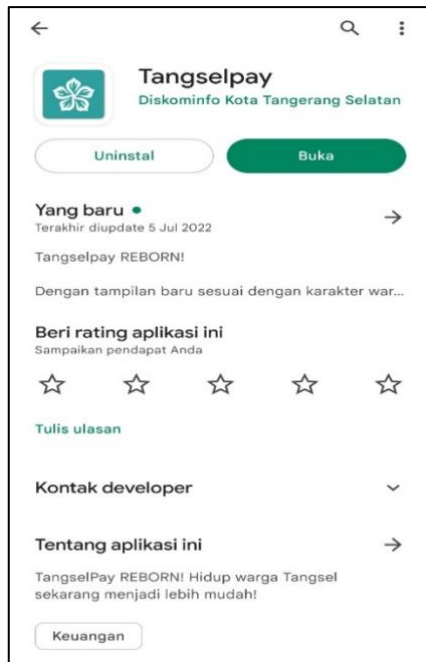 Tangselpay
Diskominfo Kota Tangerang Selatan
Uninstal
Buka
Yang baru
Terakhir diupdate 5 Jul 2022
Tangselpay REBORN!
Dengan tampilan baru sesuai dengan karakter war...
Beri rating aplikasi ini
Sampaikan pendapat Anda
Tulis ulasan
Kontak developer
Tentang aplikasi ini
TangselPay REBORN! Hidup warga Tangsel
sekarang menjadi lebih mudah!
Keuangan